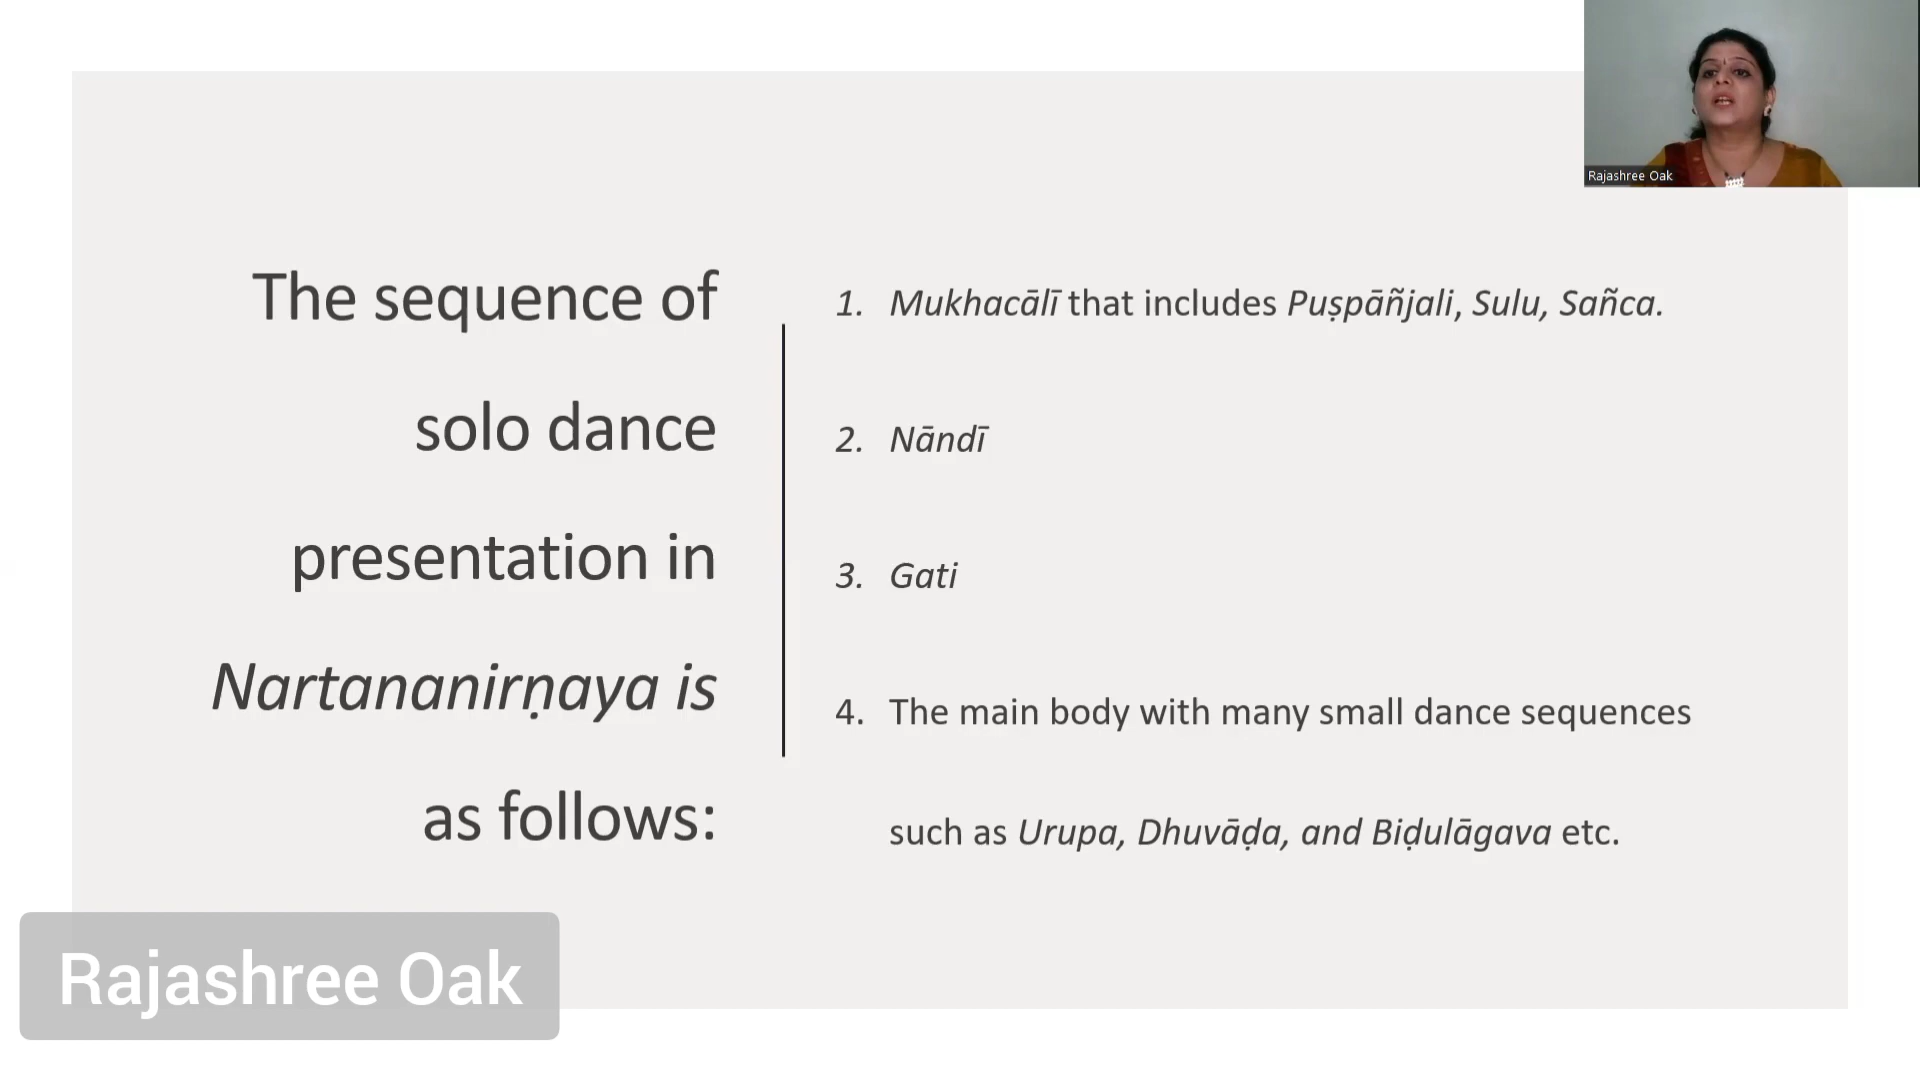 Rajashree Oak
The sequence of
solo dance
presentation in
Nartananirṇaya is
as follows:
1. Mukhacālī that includes Puṣpāñjali, Sulu, Sañca.
2. Nāndī
3. Gati
4. The main body with many small dance sequences
such as Urupa, Dhuvāḍa, and Biḍulāgava etc.
Rajashree Oak